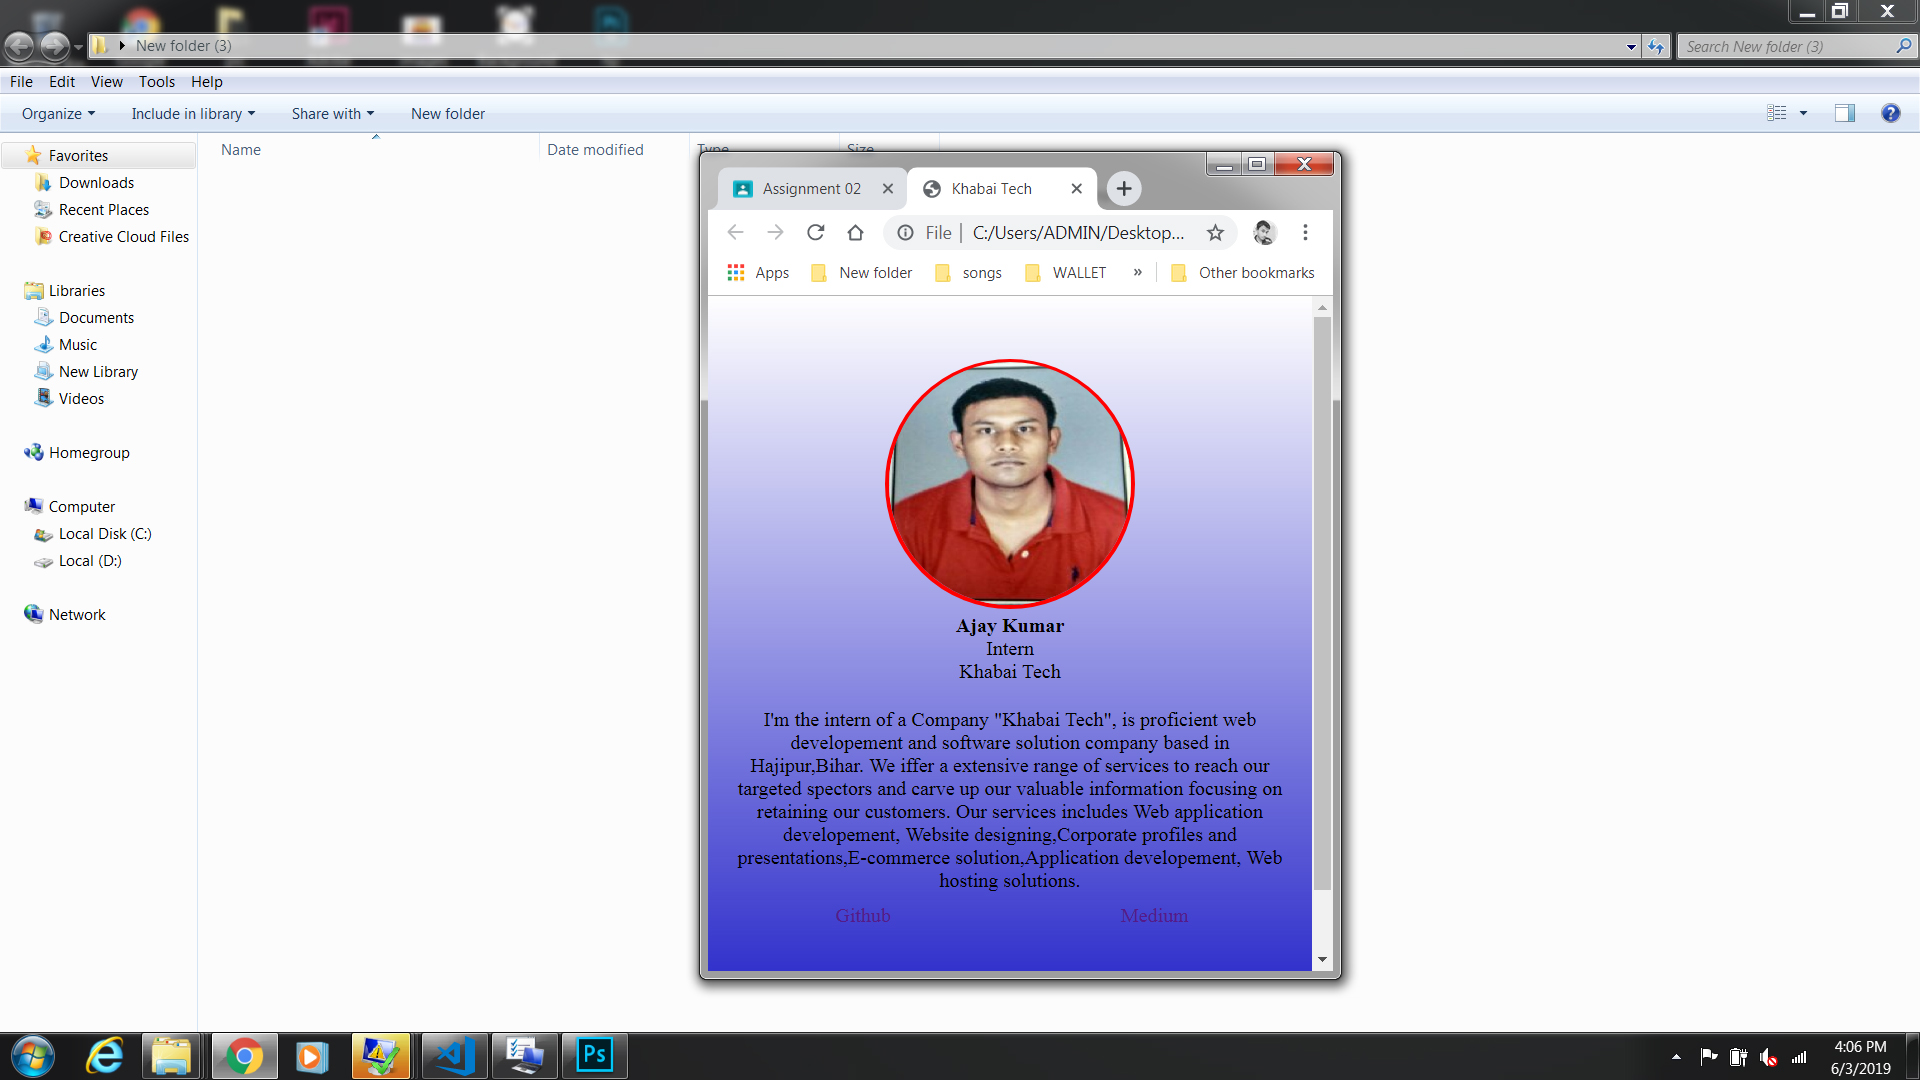 New folder (3)
Search New folder (3)
File Edit View Tools Help
Organize Include in library Share with New folder
Name Date modified Type Size
Favorites
Downloads
Recent Places
Creative Cloud Files
Libraries
Documents
Music
New Library
Videos
Homegroup
Computer
Local Disk (C:)
Local (D:)
Network
Assignment 02 Khabai Tech
File C:/Users/ADMIN/Desktop...
Apps New folder songs WALLET » Other bookmarks
Ajay Kumar
Intern
Khabai Tech
I'm the intern of a Company "Khabai Tech", is proficient web
developement and software solution company based in
Hajipur,Bihar. We iffer a extensive range of services to reach our
targeted spectors and carve up our valuable information focusing on
retaining our customers. Our services includes Web application
developement, Website designing,Corporate profiles and
presentations,E-commerce solution,Application developement, Web
hosting solutions.
Github Medium
Ps
4:06 PM
6/3/2019